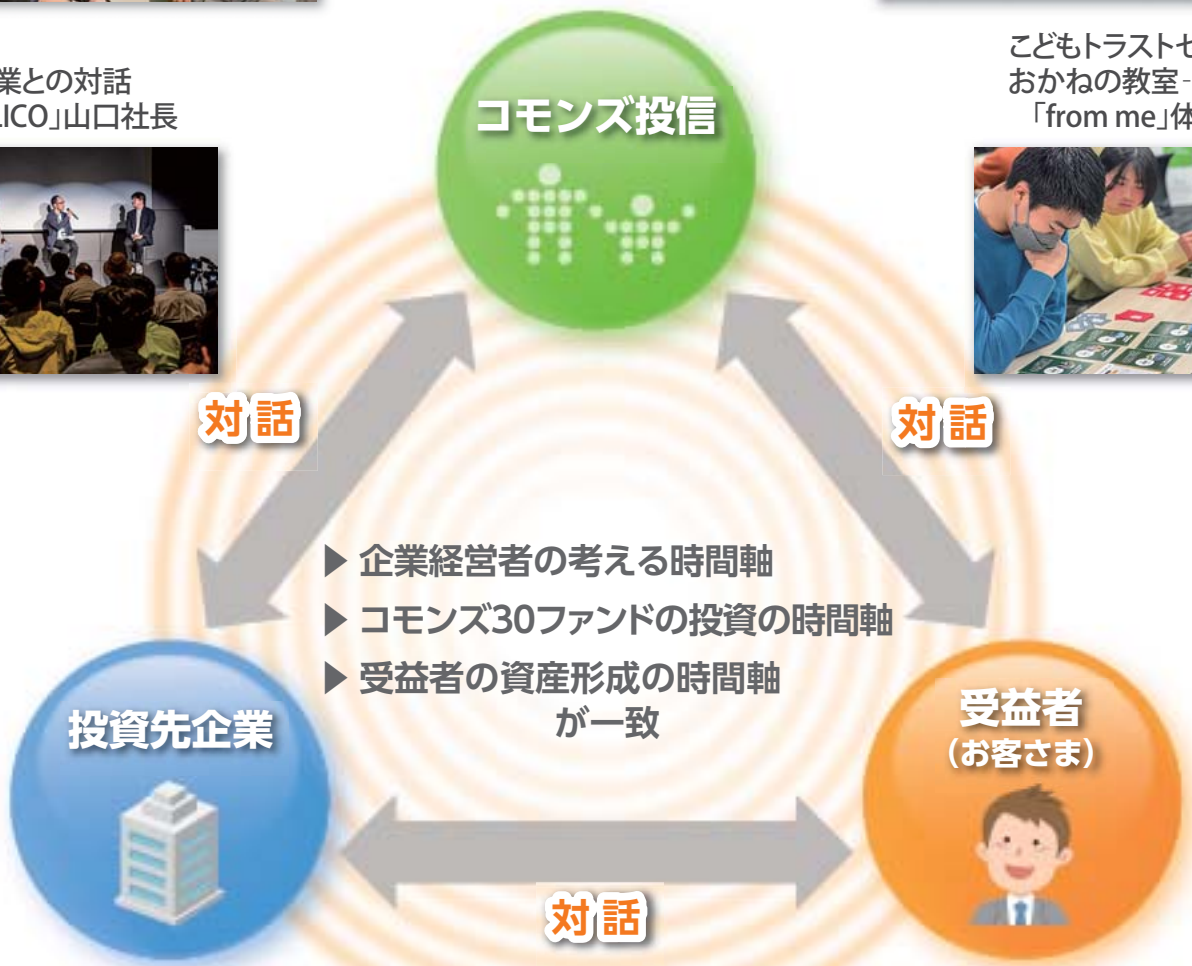 業との対話
LICO」山口社長
こどもトラストセ
おかねの教室-
「from me」体
コモンズ投信
対話
対話
▶ 企業経営者の考える時間軸
▶ コモンズ30ファンドの投資の時間軸
▶ 受益者の資産形成の時間軸
が一致
投資先企業
受益者
(お客さま)
対話